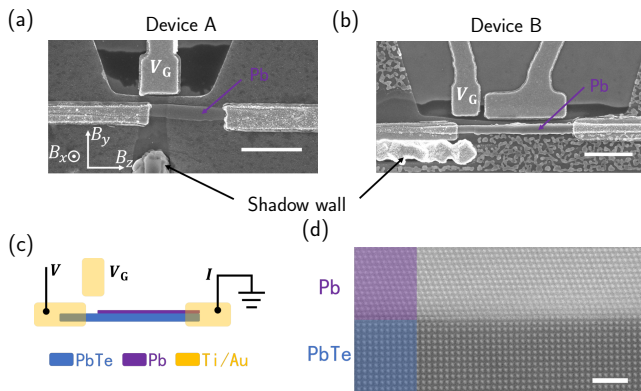 (a)
Device A
V_G
Pb
B_x
B_y
B_z
(b)
Device B
V_G
Pb
Shadow wall
(c)
V
V_G
I
PbTe
Pb
Ti/Au
(d)
Pb
PbTe